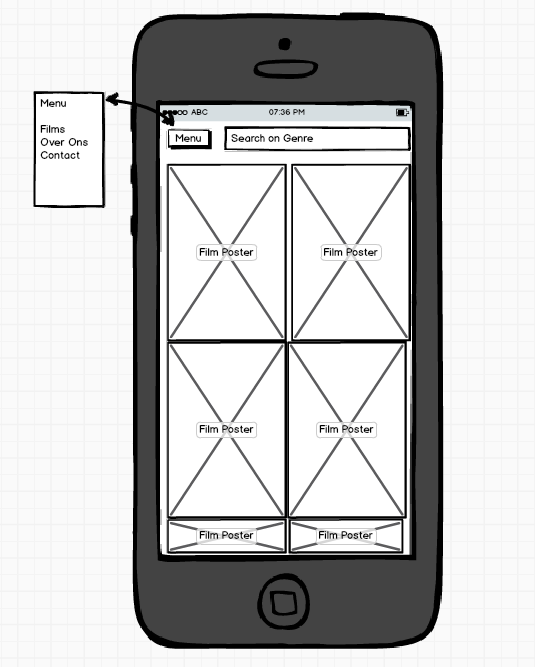 Menu
Films
Over Ons
Contact
ABC
07:36 PM
Menu
Search on Genre
Film Poster
Film Poster
Film Poster
Film Poster
Film Poster
Film Poster